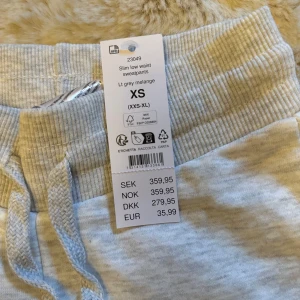 23049
Slim low waist
sweatpants
Lt grey melange
XS
(XXS-XL)
FSC
SEK 359,95
NOK 359,95
DKK 279,95
EUR 35,99